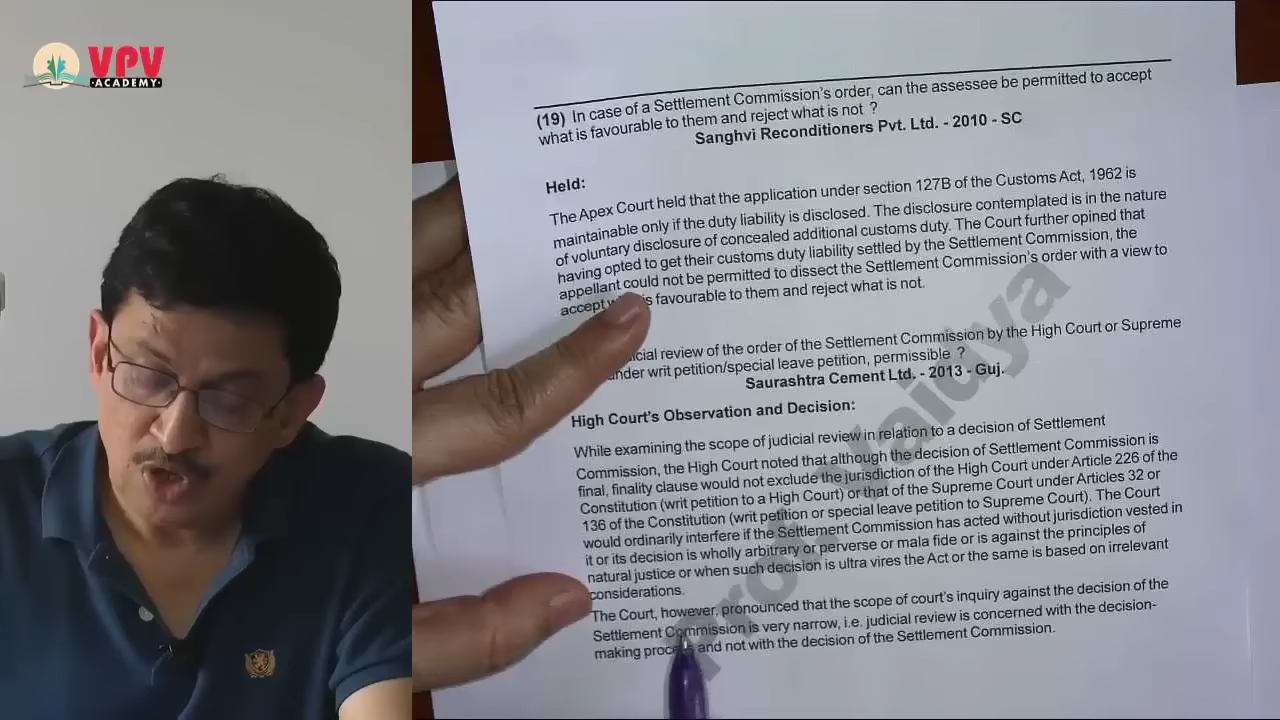 VPV
ACADEMY
(19) In case of a Settlement Commission's order, can the assessee be permitted to accept
what is favourable to them and reject what is not ?
Sanghvi Reconditioners Pvt. Ltd. - 2010 - SC
Held:
The Apex Court held that the application under section 127B of the Customs Act, 1962 is
maintainable only if the duty liability is disclosed. The disclosure contemplated is in the nature
of voluntary disclosure of concealed additional customs duty. The Court further opined that
having opted to get their customs duty liability settled by the Settlement Commission, the
appellant could not be permitted to dissect the Settlement Commission's order with a view to
accept is favourable to them and reject what is not.
review of the order of the Settlement Commission by the High Court or Supreme
writ petition/special leave petition, permissible ?
Saurashtra Cement Ltd. - 2013 - Guj.
High Court's Observation and Decision:
While examining the scope of judicial review in relation to a decision of Settlement
Commission, the High Court noted that although the decision of Settlement Commission is
final, finality clause would not exclude the jurisdiction of the High Court under Article 226 of the
Constitution (writ petition to a High Court) or that of the Supreme Court under Articles 32 or
136 of the Constitution (writ petition or special leave petition to Supreme Court). The Court
would ordinarily interfere if the Settlement Commission has acted without jurisdiction vested in
it or its decision is wholly arbitrary or perverse or mala fide or is against the principles of
natural justice or when such decision is ultra vires the Act or the same is based on irrelevant
considerations.
The Court, however, pronounced that the scope of court's inquiry against the decision of the
Settlement Commission is very narrow, i.e. judicial review is concerned with the decision-
making process and not with the decision of the Settlement Commission.
Prof. Vaidya